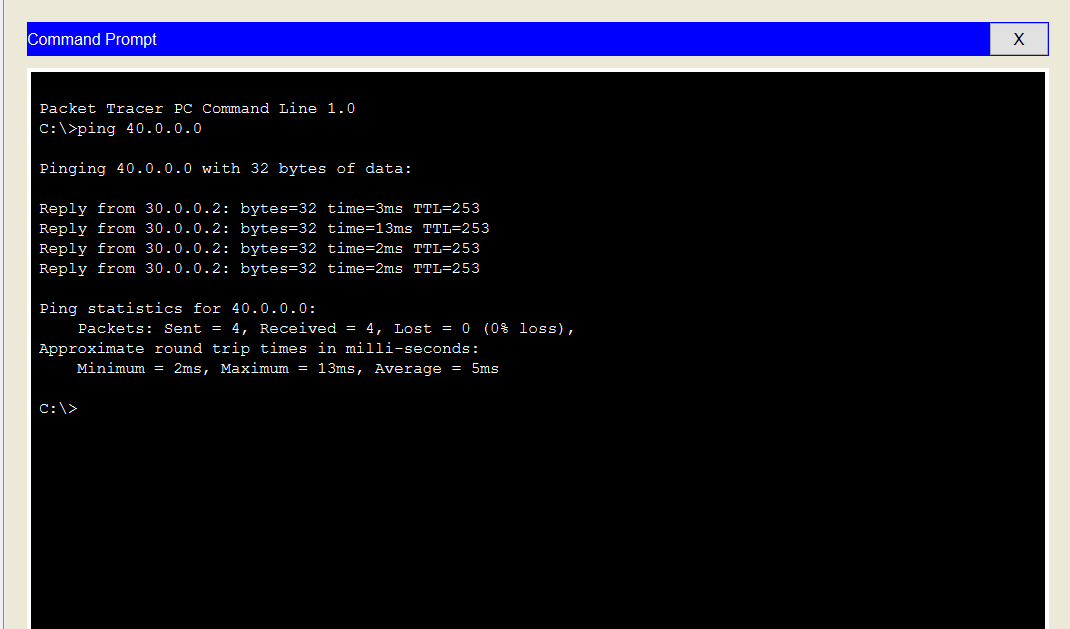 Command Prompt
X
Packet Tracer PC Command Line 1.0
C:\>ping 40.0.0.0
Pinging 40.0.0.0 with 32 bytes of data:
Reply from 30.0.0.2: bytes=32 time=3ms TTL=253
Reply from 30.0.0.2: bytes=32 time=13ms TTL=253
Reply from 30.0.0.2: bytes=32 time=2ms TTL=253
Reply from 30.0.0.2: bytes=32 time=2ms TTL=253
Ping statistics for 40.0.0.0:
Packets: Sent = 4, Received = 4, Lost = 0 (0% loss),
Approximate round trip times in milli-seconds:
Minimum = 2ms, Maximum = 13ms, Average = 5ms
C:\>